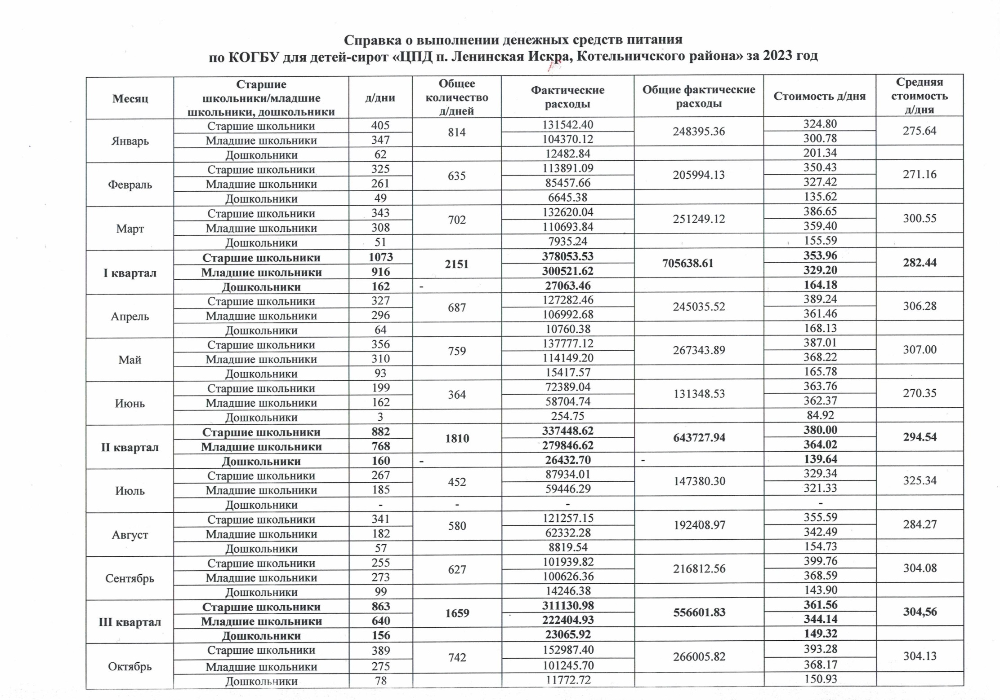 Справка о выполнении денежных средств питания
по КОГБУ для детей-сирот «ЦПД п. Ленинская Искра, Котельничского района» за 2023 год
Месяц Старшие школьники/младшие школьники, дошкольники д/дни Общее количество д/дней Фактические расходы Общие фактические расходы Стоимость д/дня Средняя стоимость д/дня
Январь Старшие школьники 405 814 131542.40 248395.36 324.80 275.64
Младшие школьники 347 104370.12 300.78
Дошкольники 62 12482.84 201.34
Февраль Старшие школьники 325 635 113891.09 205994.13 350.43 271.16
Младшие школьники 261 85457.66 327.42
Дошкольники 49 6645.38 135.62
Март Старшие школьники 343 702 132620.04 251249.12 386.65 300.55
Младшие школьники 308 110693.84 359.40
Дошкольники 51 7935.24 155.59
I квартал Старшие школьники 1073 2151 378053.53 705638.61 353.96 282.44
Младшие школьники 916 300521.62 329.20
Дошкольники 162 - 27063.46 164.18
Апрель Старшие школьники 327 687 127282.46 245035.52 389.24 306.28
Младшие школьники 296 106992.68 361.46
Дошкольники 64 10760.38 168.13
Май Старшие школьники 356 759 137777.12 267343.89 387.01 307.00
Младшие школьники 310 114149.20 368.22
Дошкольники 93 15417.57 165.78
Июнь Старшие школьники 199 364 72389.04 131348.53 363.76 270.35
Младшие школьники 162 58704.74 362.37
Дошкольники 3 254.75 84.92
II квартал Старшие школьники 882 1810 337448.62 643727.94 380.00 294.54
Младшие школьники 768 279846.62 364.02
Дошкольники 160 - 26432.70 - 139.64
Июль Старшие школьники 267 452 87934.01 147380.30 329.34 325.34
Младшие школьники 185 59446.29 321.33
Дошкольники - - - -
Август Старшие школьники 341 580 121257.15 192408.97 355.59 284.27
Младшие школьники 182 62332.28 342.49
Дошкольники 57 8819.54 154.73
Сентябрь Старшие школьники 255 627 101939.82 216812.56 399.76 304.08
Младшие школьники 273 100626.36 368.59
Дошкольники 99 14246.38 143.90
III квартал Старшие школьники 863 1659 311130.98 556601.83 361.56 304,56
Младшие школьники 640 222404.93 344.14
Дошкольники 156 23065.92 149.32
Октябрь Старшие школьники 389 742 152987.40 266005.82 393.28 304.13
Младшие школьники 275 101245.70 368.17
Дошкольники 78 11772.72 150.93